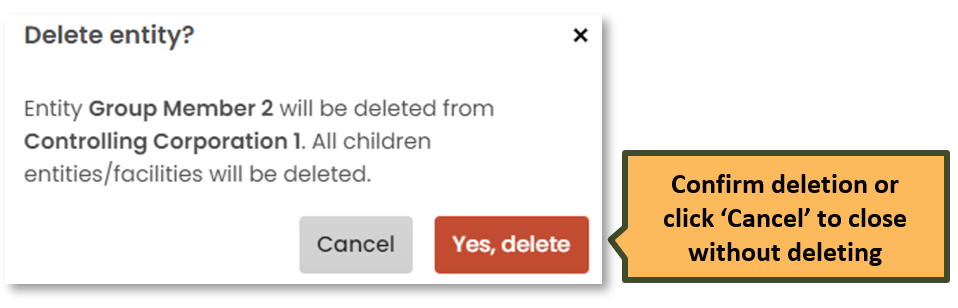 Delete entity?
×
Entity Group Member 2 will be deleted from
Controlling Corporation 1. All children
entities/facilities will be deleted.
Cancel
Yes, delete
Confirm deletion or
click ‘Cancel’ to close
without deleting